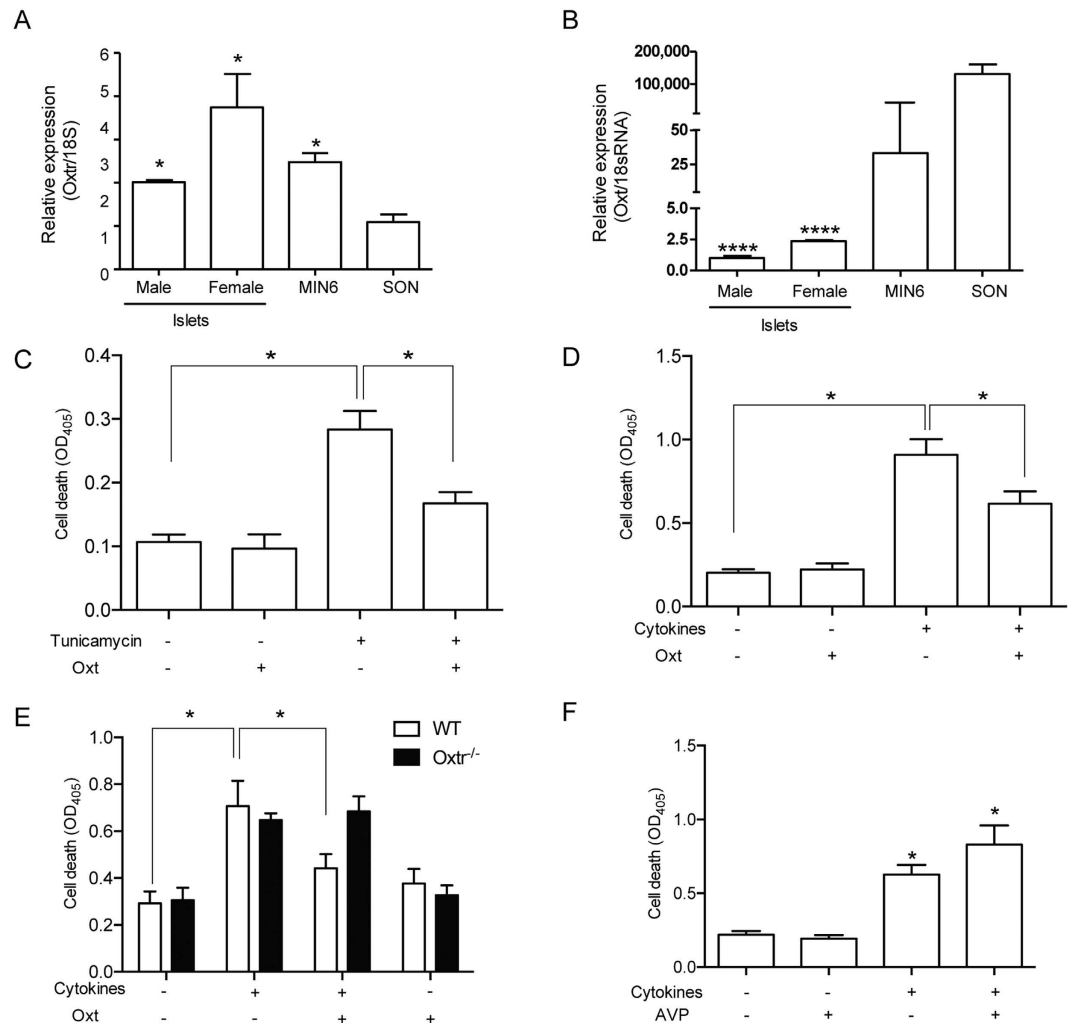 A
6
5
4
3
2
1
0
Relative expression
(Oxtr/18S)
*
*
*
Male
Female
MIN6
SON
Islets
B
200,000
100,000
50
25
5.0
2.5
0.0
Relative expression
(Oxt/18sRNA)
****
****
Male
Female
MIN6
SON
Islets
C
0.4
0.3
0.2
0.1
0.0
Cell death (OD405)
*
*
Tunicamycin - - + +
Oxt - + - +
D
1.5
1.0
0.5
0.0
Cell death (OD405)
*
*
Cytokines - - + +
Oxt - + - +
E
1.0
0.8
0.6
0.4
0.2
0.0
Cell death (OD405)
*
*
WT
Oxtr-/-
Cytokines - + + -
Oxt - - + +
F
1.5
1.0
0.5
0.0
Cell death (OD405)
*
*
Cytokines - - + +
AVP - + - +